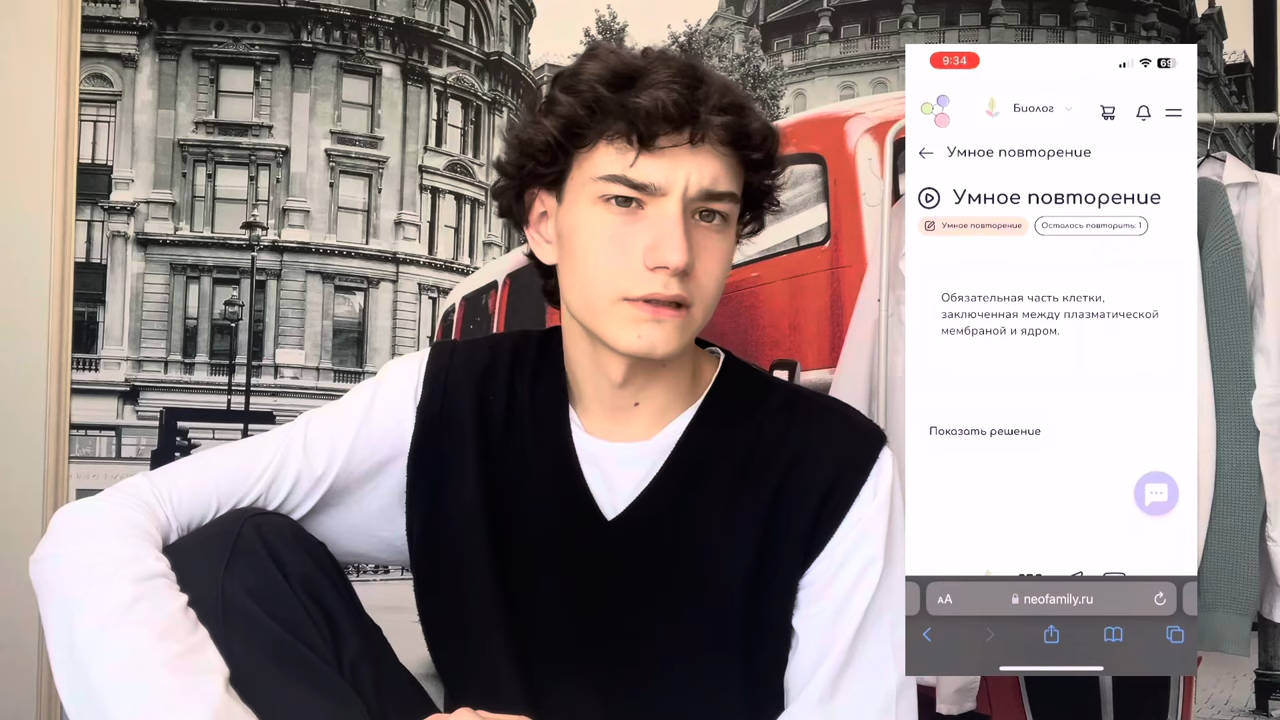 9:34
69
Биолог
Умное повторение
Умное повторение
Умное повторение
Осталось повторить: 1
Обязательная часть клетки,
заключенная между плазматической
мембраной и ядром.
Показать решение
AA
neofamily.ru